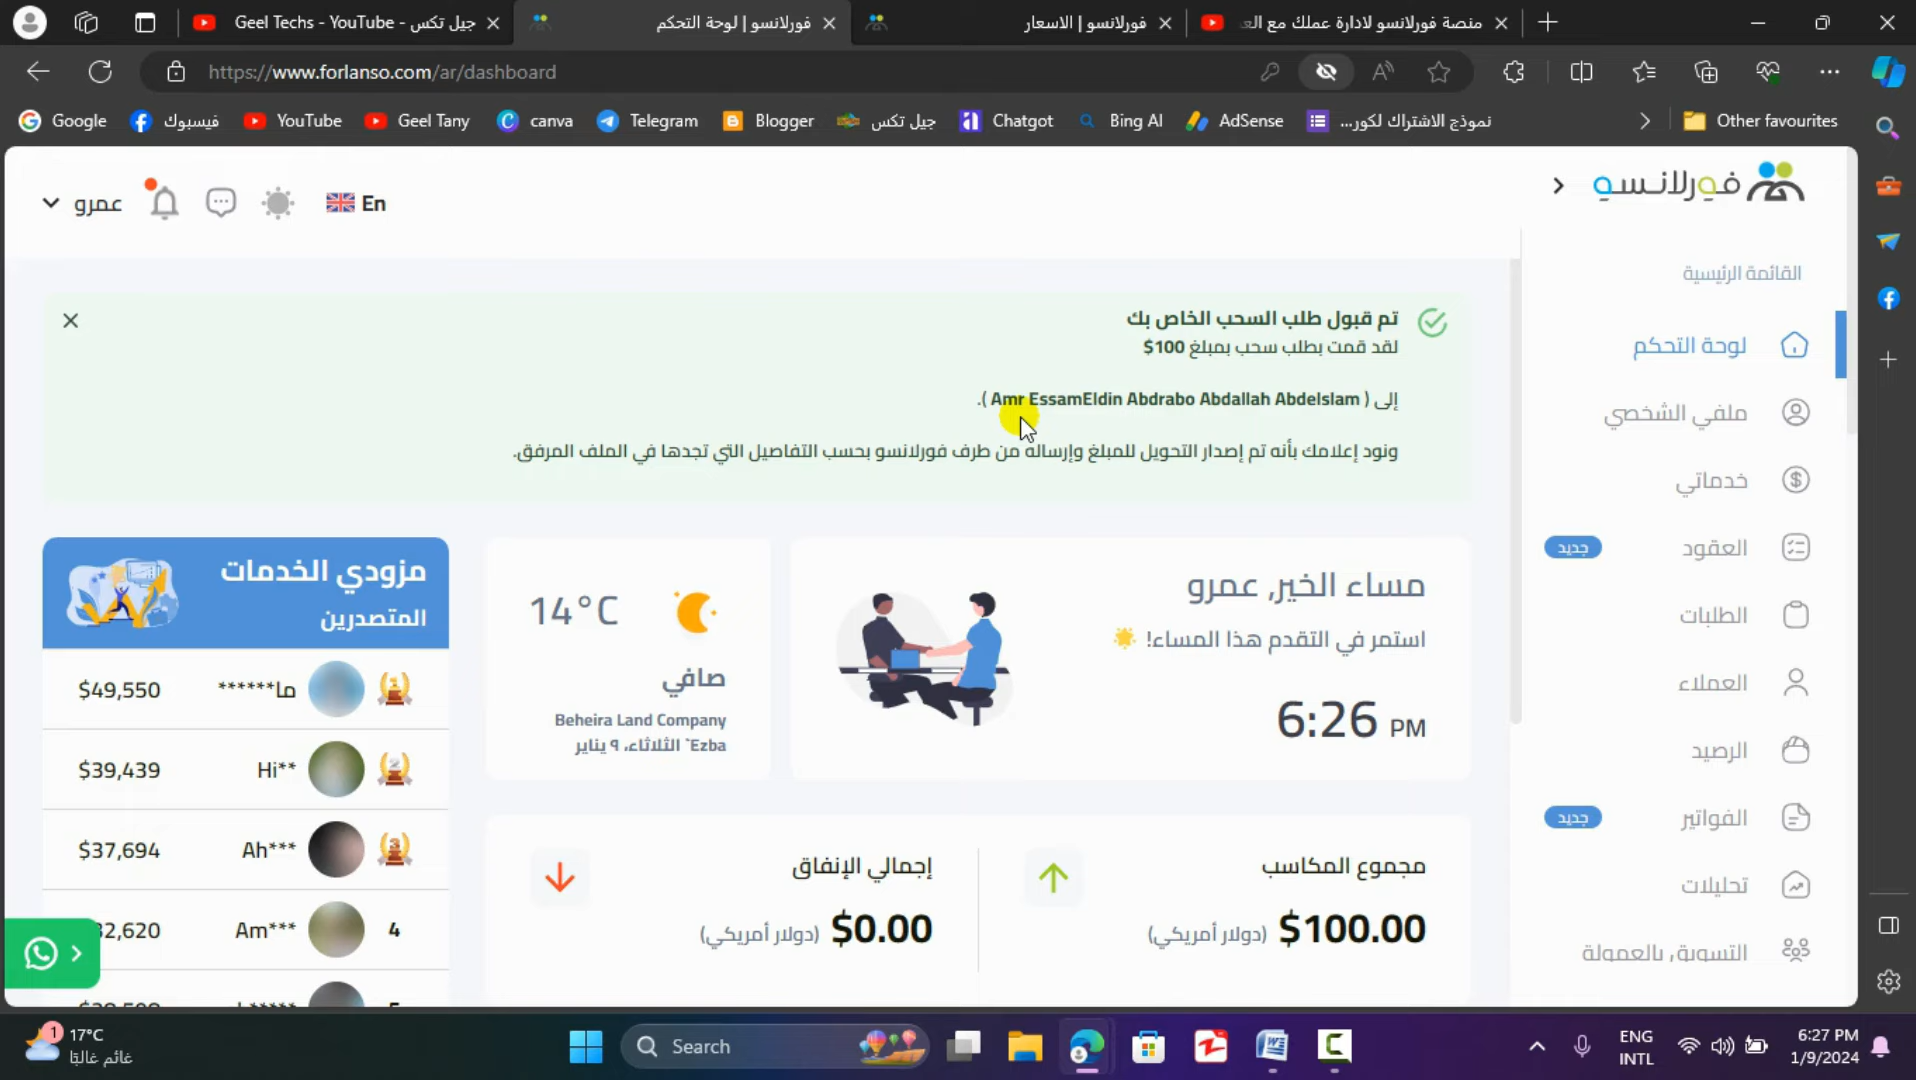 Geel Techs - YouTube - جيل تكس
فورلانسو | لوحة التحكم
فورلانسو | الاسعار
منصة فورلانسو لادارة عملك مع الع
https://www.forlanso.com/ar/dashboard
Google
فيسبوك
YouTube
Geel Tany
canva
Telegram
Blogger
جيل تكس
Chatgot
Bing AI
AdSense
نموذج الاشتراك لكور...
Other favourites
عمرو
En
فورلانسو
القائمة الرئيسية
لوحة التحكم
ملفي الشخصي
خدماتي
العقود
جديد
الطلبات
العملاء
الرصيد
الفواتير
جديد
تحليلات
التسويق بالعمولة
تم قبول طلب السحب الخاص بك
لقد قمت بطلب سحب بمبلغ 100$
إلى ( Amr EssamEldin Abdrabo Abdallah Abdelslam ).
ونود إعلامك بأنه تم إصدار التحويل للمبلغ وإرساله من طرف فورلانسو بحسب التفاصيل التي تجدها في الملف المرفق.
مساء الخير, عمرو
استمر في التقدم هذا المساء!
6:26 PM
14°C
صافي
Beheira Land Company
Ezba` الثلاثاء، ٩ يناير
مزودي الخدمات
المتصدرين
1 ما****** $49,550
2 Hi** $39,439
3 Ah*** $37,694
4 Am*** 32,620
مجموع المكاسب
$100.00 (دولار أمريكي)
إجمالي الإنفاق
$0.00 (دولار أمريكي)
1
17°C
غائم غالبًا
Search
ENG
INTL
6:27 PM
1/9/2024